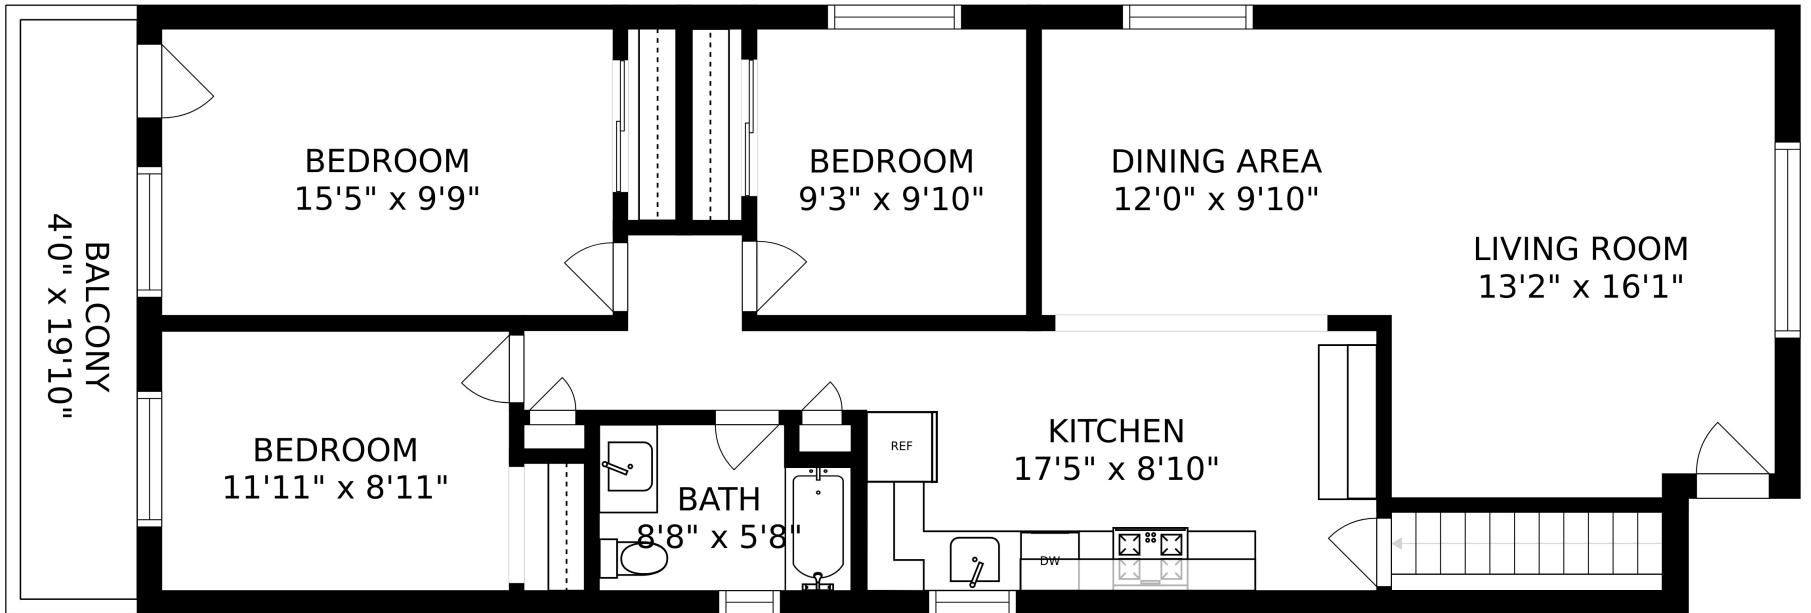 BEDROOM
15'5" x 9'9"
BEDROOM
9'3" x 9'10"
DINING AREA
12'0" x 9'10"
LIVING ROOM
13'2" x 16'1"
BALCONY
4'0" x 19'10"
BEDROOM
11'11" x 8'11"
BATH
8'8" x 5'8"
REF
KITCHEN
17'5" x 8'10"
DW